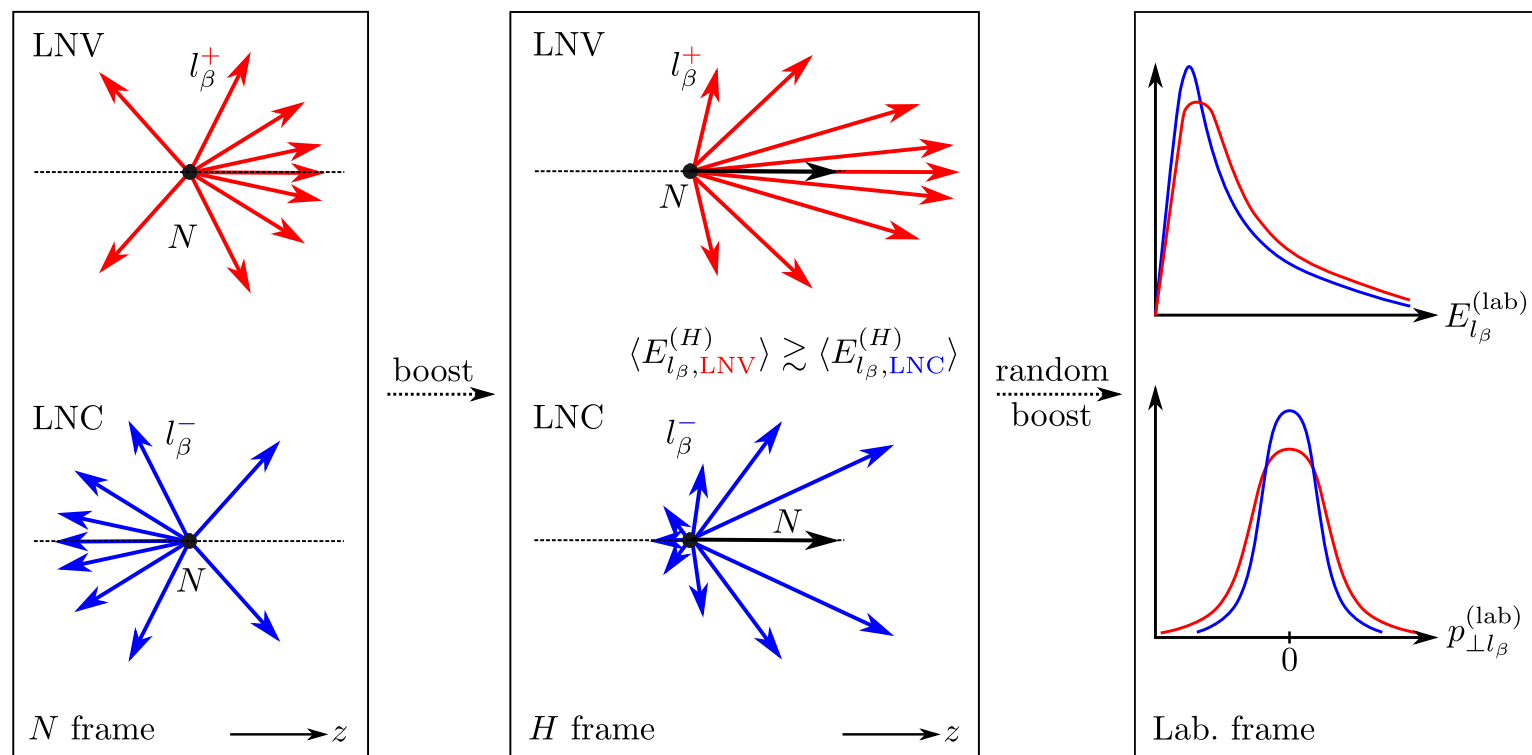 LNV
l_β^+
N
LNC
l_β^-
N
N frame
z
boost
LNV
l_β^+
N
⟨E_{l_β,LNV}^{(H)}⟩ ≳ ⟨E_{l_β,LNC}^{(H)}⟩
LNC
l_β^-
N
H frame
z
random
boost
E_{l_β}^{(lab)}
p_{⊥l_β}^{(lab)}
0
Lab. frame